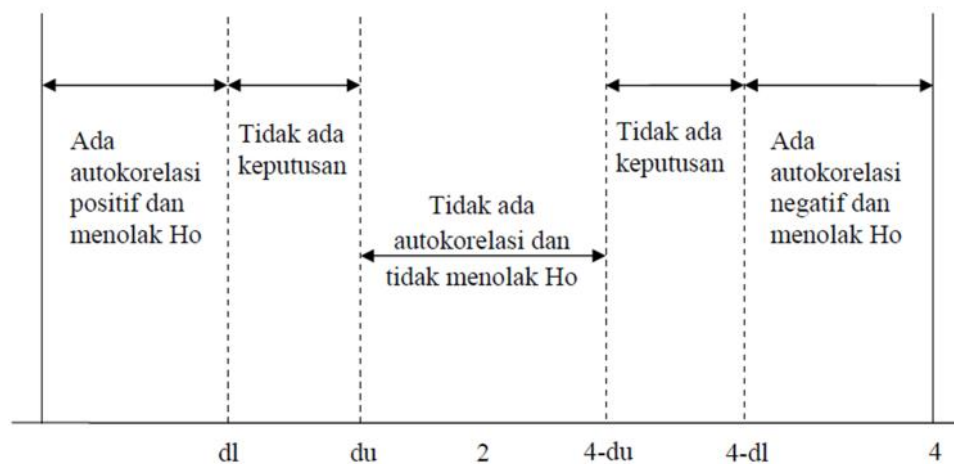 Ada
autokorelasi
positif dan
menolak Ho
Tidak ada
keputusan
Tidak ada
autokorelasi dan
tidak menolak Ho
Tidak ada
keputusan
Ada
autokorelasi
negatif dan
menolak Ho
dl du 2 4-du 4-dl 4